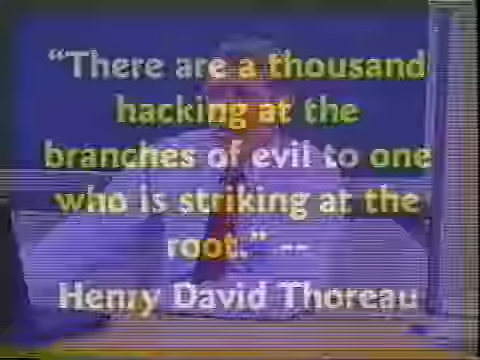 “There are a thousand
hacking at the
branches of evil to one
who is striking at the
root.” --
Henry David Thoreau